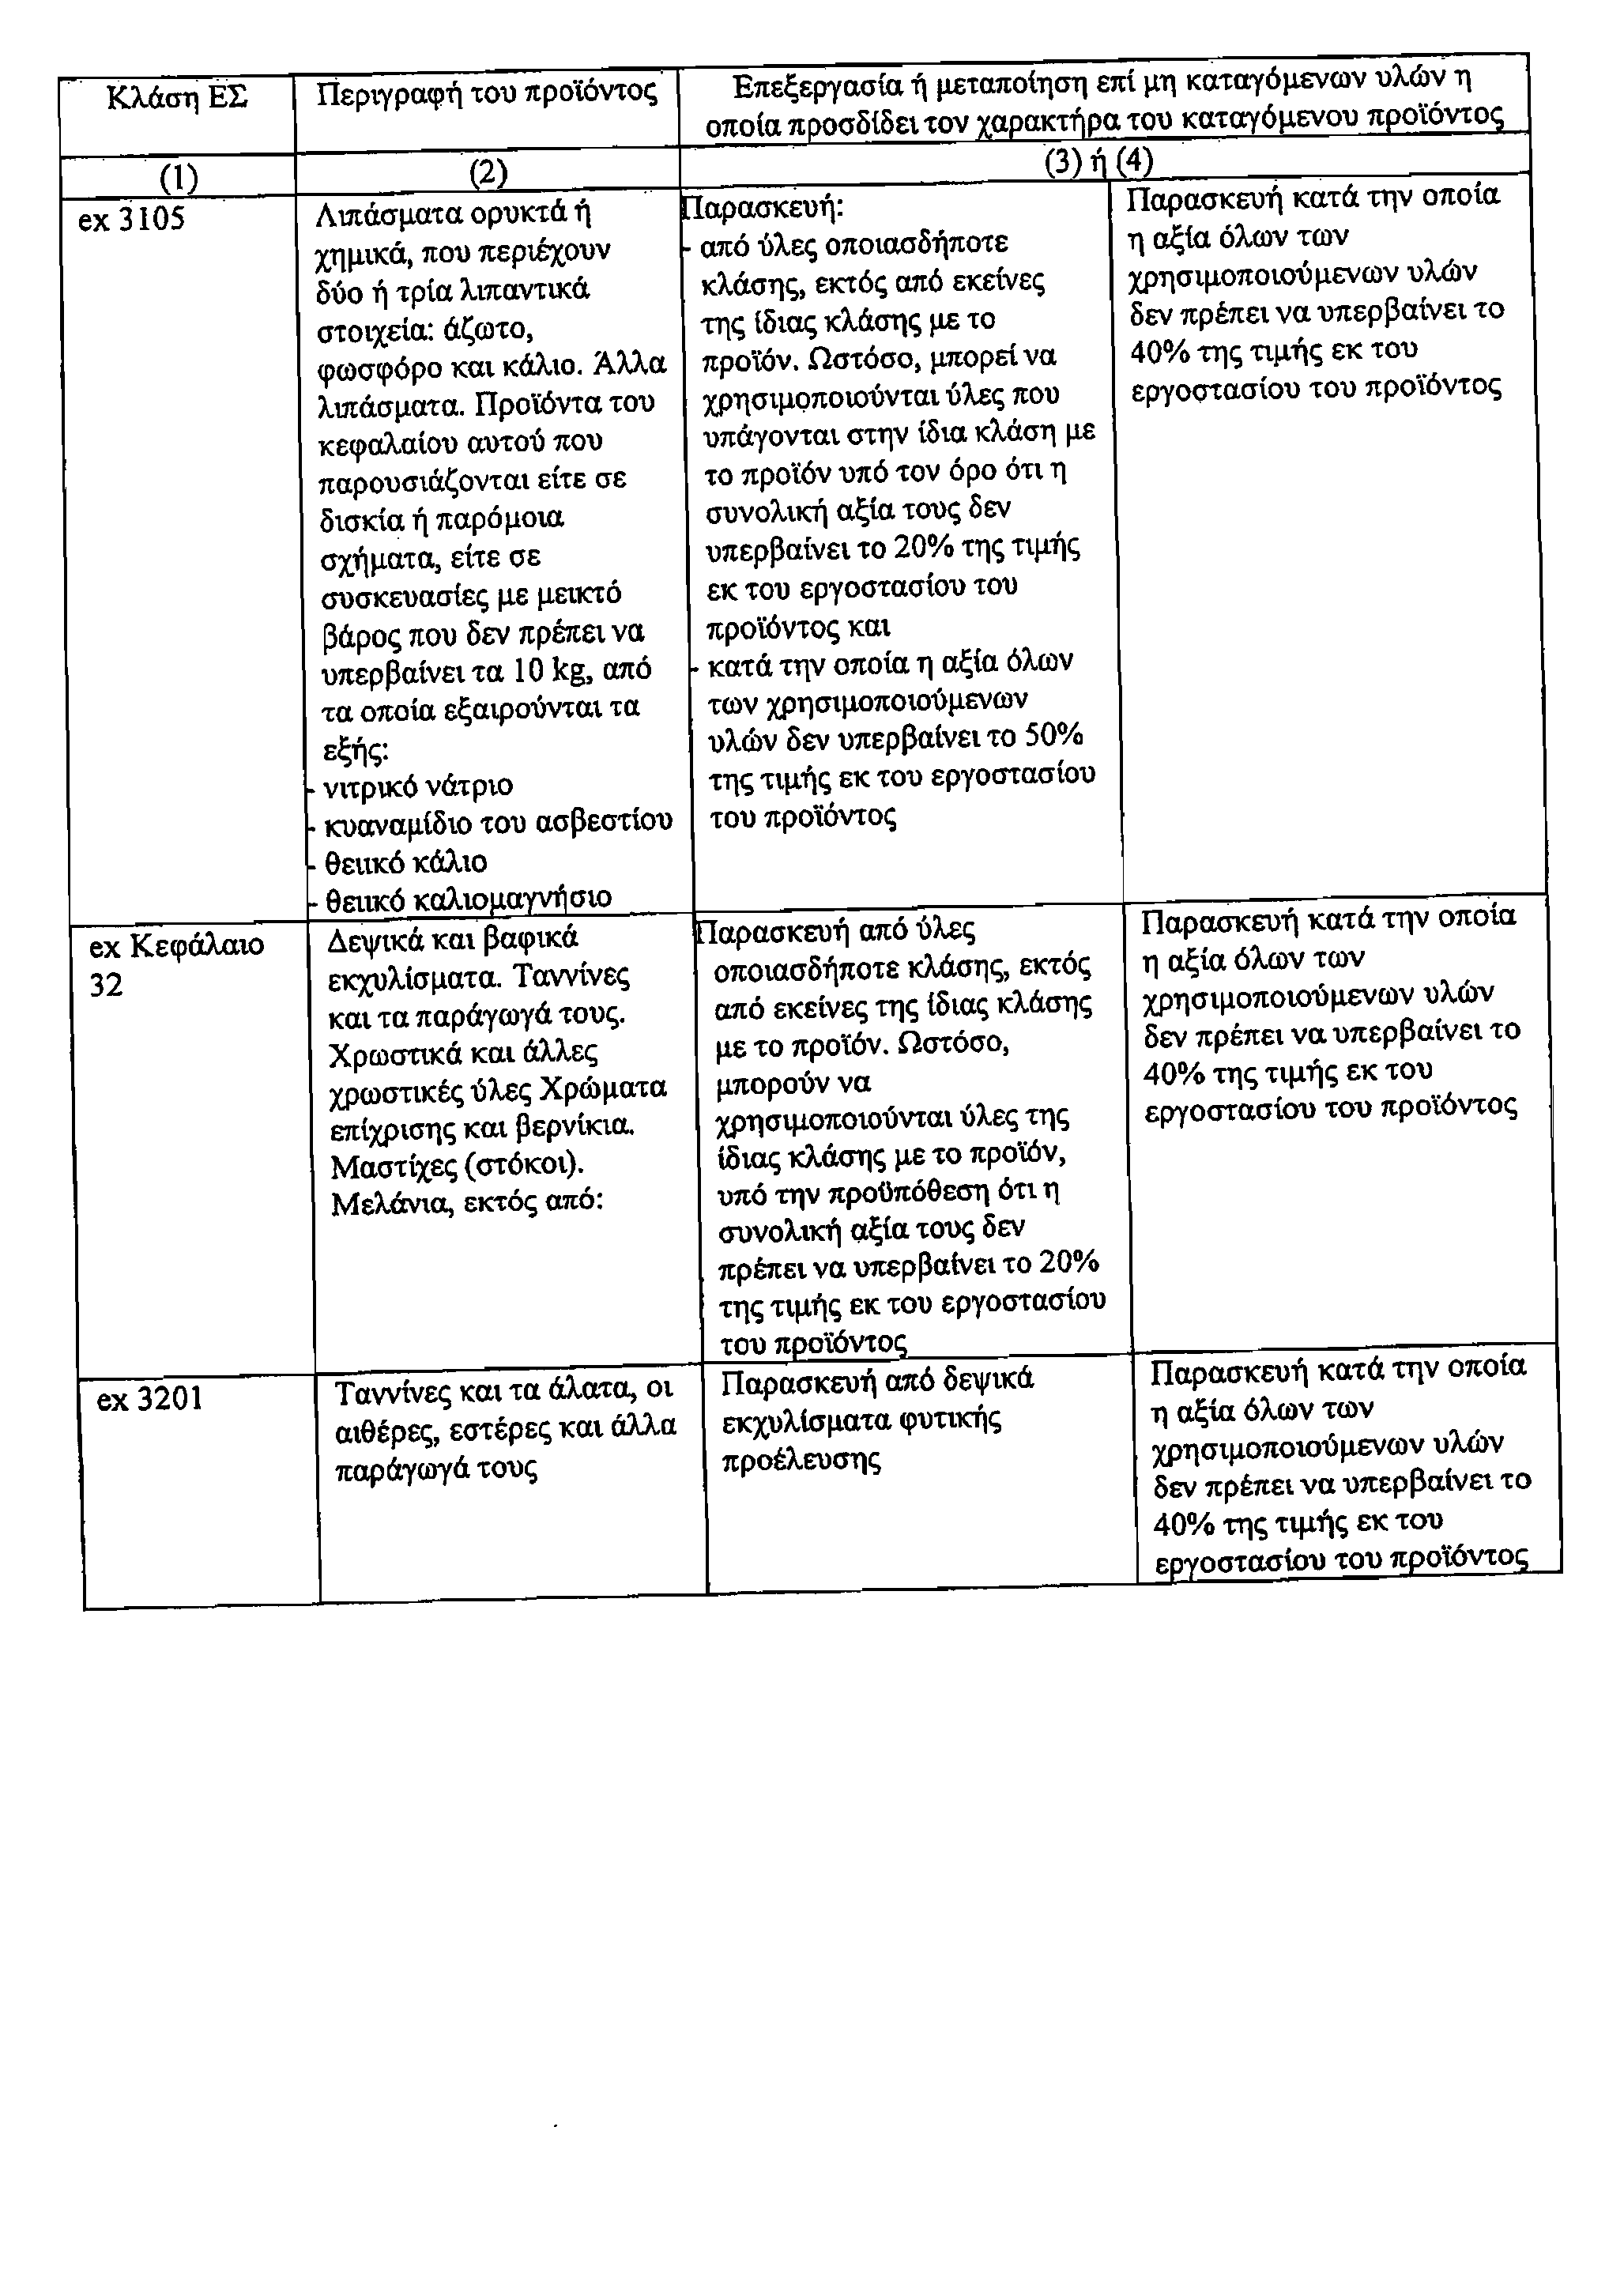 Κλάση ΕΣ
Περιγραφή του προϊόντος
Επεξεργασία ή μεταποίηση επί μη καταγόμενων υλών η
οποία προσδίδει τον χαρακτήρα του καταγόμενου προϊόντος
(1)
(2)
(3) ή (4)
ex 3105
Λιπάσματα ορυκτά ή
χημικά, που περιέχουν
δύο ή τρία λιπαντικά
στοιχεία: άζωτο,
φωσφόρο και κάλιο. Άλλα
λιπάσματα. Προϊόντα του
κεφαλαίου αυτού που
παρουσιάζονται είτε σε
δισκία ή παρόμοια
σχήματα, είτε σε
συσκευασίες με μεικτό
βάρος που δεν πρέπει να
υπερβαίνει τα 10 kg, από
τα οποία εξαιρούνται τα
εξής:
- νιτρικό νάτριο
- κυαναμίδιο του ασβεστίου
- θειικό κάλιο
- θειικό καλιομαγνήσιο
Παρασκευή:
- από ύλες οποιασδήποτε
κλάσης, εκτός από εκείνες
της ίδιας κλάσης με το
προϊόν. Ωστόσο, μπορεί να
χρησιμοποιούνται ύλες που
υπάγονται στην ίδια κλάση με
το προϊόν υπό τον όρο ότι η
συνολική αξία τους δεν
υπερβαίνει το 20% της τιμής
εκ του εργοστασίου του
προϊόντος και
- κατά την οποία η αξία όλων
των χρησιμοποιούμενων
υλών δεν υπερβαίνει το 50%
της τιμής εκ του εργοστασίου
του προϊόντος
Παρασκευή κατά την οποία
η αξία όλων των
χρησιμοποιούμενων υλών
δεν πρέπει να υπερβαίνει το
40% της τιμής εκ του
εργοστασίου του προϊόντος
ex Κεφάλαιο
32
Δεψικά και βαφικά
εκχυλίσματα. Ταννίνες
και τα παράγωγά τους.
Χρωστικά και άλλες
χρωστικές ύλες Χρώματα
επίχρισης και βερνίκια.
Μαστίχες (στόκοι).
Μελάνια, εκτός από:
Παρασκευή από ύλες
οποιασδήποτε κλάσης, εκτός
από εκείνες της ίδιας κλάσης
με το προϊόν. Ωστόσο,
μπορούν να
χρησιμοποιούνται ύλες της
ίδιας κλάσης με το προϊόν,
υπό την προϋπόθεση ότι η
συνολική αξία τους δεν
πρέπει να υπερβαίνει το 20%
της τιμής εκ του εργοστασίου
του προϊόντος
Παρασκευή κατά την οποία
η αξία όλων των
χρησιμοποιούμενων υλών
δεν πρέπει να υπερβαίνει το
40% της τιμής εκ του
εργοστασίου του προϊόντος
ex 3201
Ταννίνες και τα άλατα, οι
αιθέρες, εστέρες και άλλα
παράγωγά τους
Παρασκευή από δεψικά
εκχυλίσματα φυτικής
προέλευσης
Παρασκευή κατά την οποία
η αξία όλων των
χρησιμοποιούμενων υλών
δεν πρέπει να υπερβαίνει το
40% της τιμής εκ του
εργοστασίου του προϊόντος